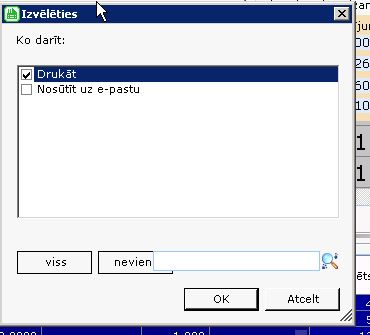 Izvēlēties
Ko darīt:
Drukāt
Nosūtīt uz e-pastu
viss
nevien
OK
Atcelt